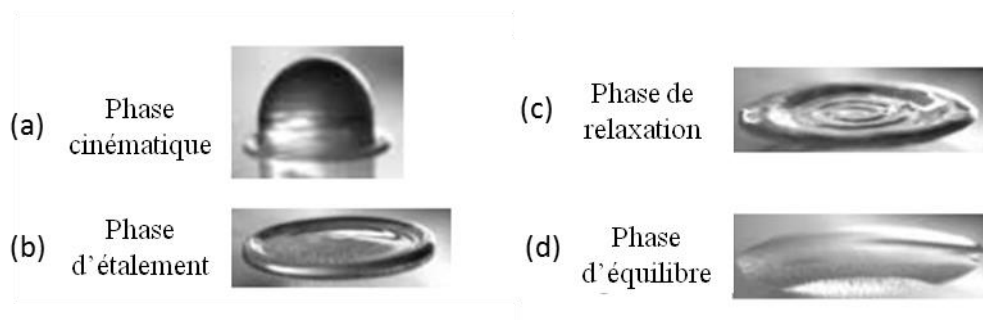 (a)
Phase
cinématique
(b)
Phase
d’étalement
(c)
Phase de
relaxation
(d)
Phase
d’équilibre